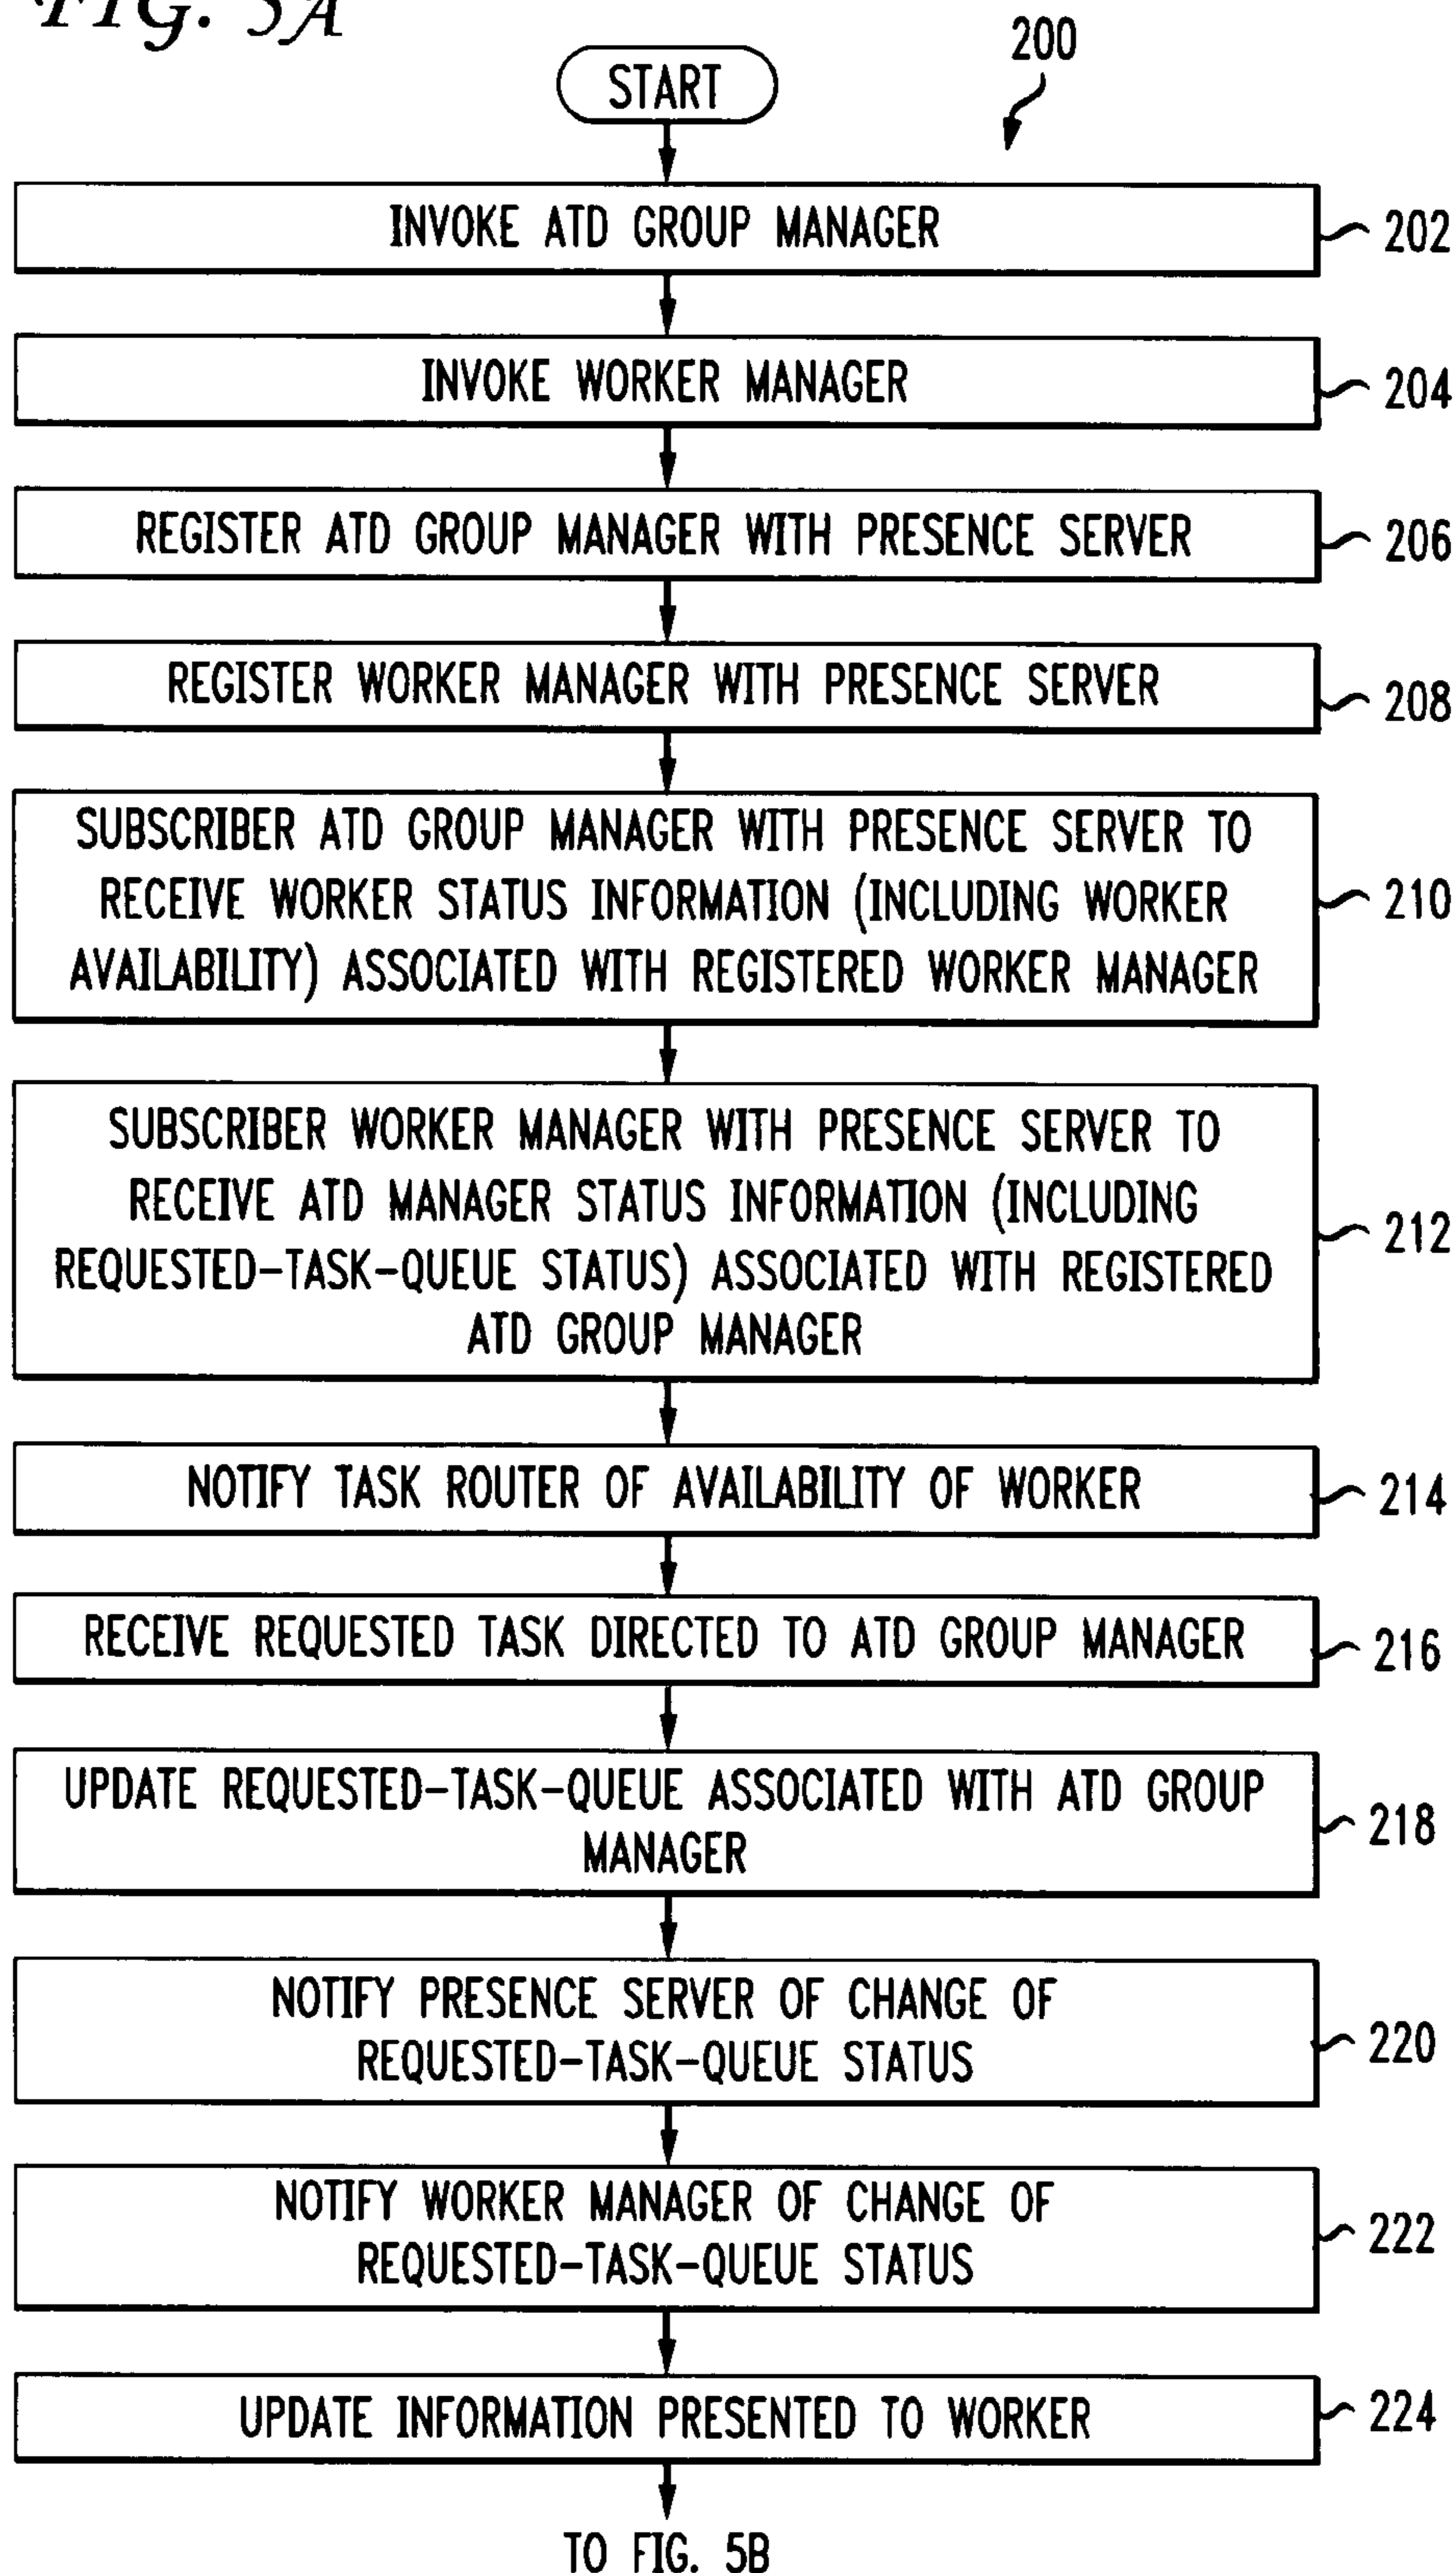 FIG. 5A
200
START
INVOKE ATD GROUP MANAGER
202
INVOKE WORKER MANAGER
204
REGISTER ATD GROUP MANAGER WITH PRESENCE SERVER
206
REGISTER WORKER MANAGER WITH PRESENCE SERVER
208
SUBSCRIBER ATD GROUP MANAGER WITH PRESENCE SERVER TO
RECEIVE WORKER STATUS INFORMATION (INCLUDING WORKER
AVAILABILITY) ASSOCIATED WITH REGISTERED WORKER MANAGER
210
SUBSCRIBER WORKER MANAGER WITH PRESENCE SERVER TO
RECEIVE ATD MANAGER STATUS INFORMATION (INCLUDING
REQUESTED-TASK-QUEUE STATUS) ASSOCIATED WITH REGISTERED
ATD GROUP MANAGER
212
NOTIFY TASK ROUTER OF AVAILABILITY OF WORKER
214
RECEIVE REQUESTED TASK DIRECTED TO ATD GROUP MANAGER
216
UPDATE REQUESTED-TASK-QUEUE ASSOCIATED WITH ATD GROUP
MANAGER
218
NOTIFY PRESENCE SERVER OF CHANGE OF
REQUESTED-TASK-QUEUE STATUS
220
NOTIFY WORKER MANAGER OF CHANGE OF
REQUESTED-TASK-QUEUE STATUS
222
UPDATE INFORMATION PRESENTED TO WORKER
224
TO FIG. 5B